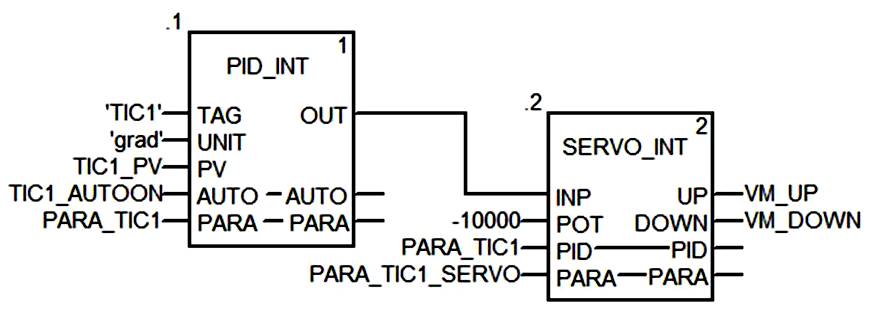 .1
1
PID_INT
'TIC1' TAG OUT
'grad' UNIT
TIC1_PV PV
TIC1_AUTOON AUTO AUTO
PARA_TIC1 PARA PARA
.2
2
SERVO_INT
INP UP VM_UP
-10000 POT DOWN VM_DOWN
PARA_TIC1 PID PID
PARA_TIC1_SERVO PARA PARA